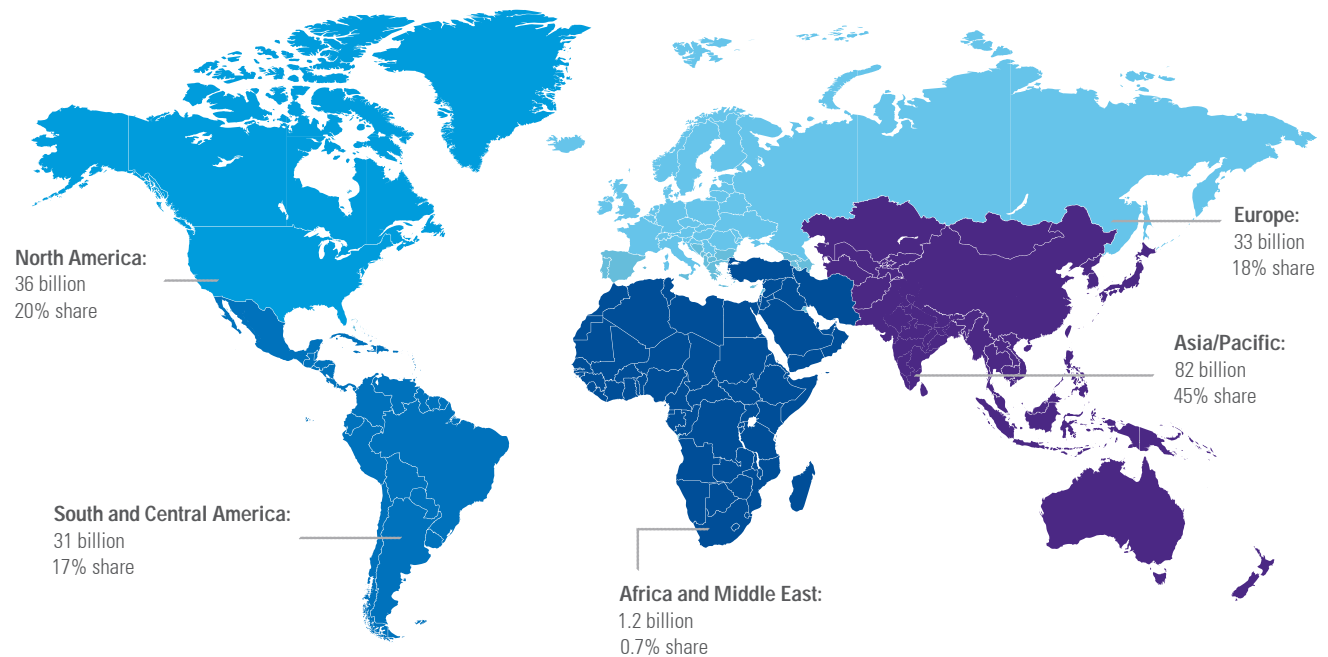 North America:
36 billion
20% share
South and Central America:
31 billion
17% share
Africa and Middle East:
1.2 billion
0.7% share
Europe:
33 billion
18% share
Asia/Pacific:
82 billion
45% share